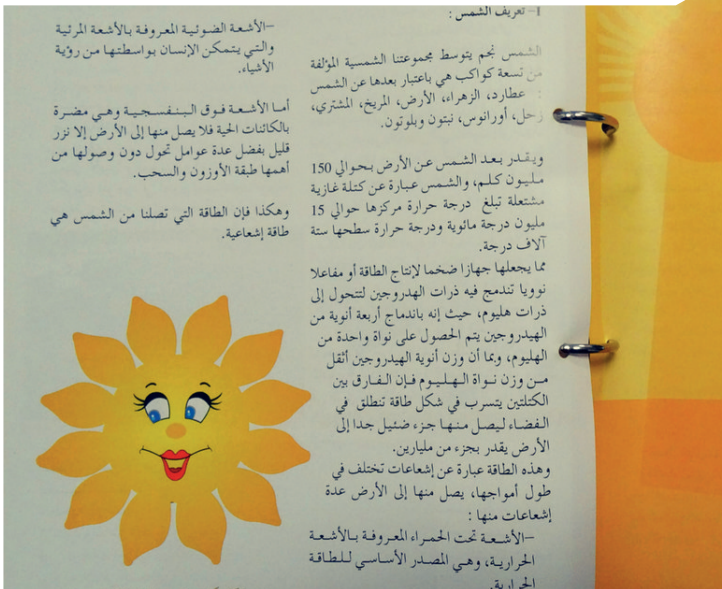 I- تعريف الشمس :
الشمس نجم يتوسط مجموعتنا الشمسية المؤلفة
من تسعة كواكب هي باعتبار بعدها عن الشمس
: عطارد، الزهراء، الأرض، المريخ، المشتري،
زحل، أورانوس، نبتون وبلوتون.
ويقدر بعد الشمس عن الأرض بحوالي 150
مليون كلم، والشمس عبارة عن كتلة غازية
مشتعلة تبلغ درجة حرارة مركزها حوالي 15
مليون درجة مائوية ودرجة حرارة سطحها ستة
آلاف درجة.
مما يجعلها جهازا ضخما لإنتاج الطاقة أو مفاعلا
نوويا تندمج فيه ذرات الهدروجين لتتحول إلى
ذرات هليوم، حيث إنه باندماج أربعة أنوية من
الهيدروجين يتم الحصول على نواة واحدة من
الهليوم، وبما أن وزن أنوية الهيدروجين أثقل
من وزن نواة الهليوم فإن الفارق بين
الكتلتين يتسرب في شكل طاقة تنطلق في
الفضاء ليصل منها جزء ضئيل جدا إلى
الأرض يقدر بجزء من مليارين.
وهذه الطاقة عبارة عن إشعاعات تختلف في
طول أمواجها، يصل منها إلى الأرض عدة
إشعاعات منها :
–الأشعة تحت الحمراء المعروفة بالأشعة
الحرارية، وهي المصدر الأساسي للطاقة
الحرارية.
–الأشعة الضوئية المعروفة بالأشعة المرئية
والتي يتمكن الإنسان بواسطتها من رؤية
الأشياء.
أما الأشعة فوق البنفسجية وهي مضرة
بالكائنات الحية فلا يصل منها إلى الأرض إلا نزر
قليل بفضل عدة عوامل تحول دون وصولها من
أهمها طبقة الأوزون والسحب.
وهكذا فإن الطاقة التي تصلنا من الشمس هي
طاقة إشعاعية.